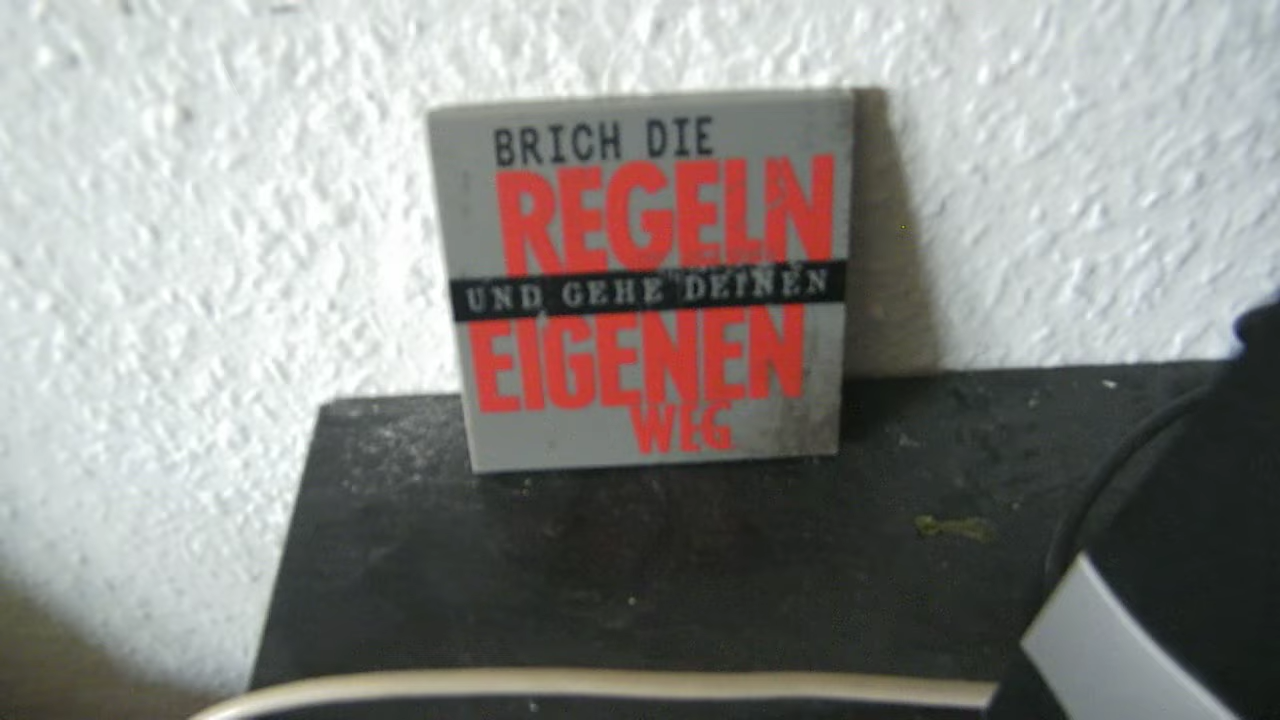 BRICH DIE
REGELN
UND GEHE DEINEN
EIGENEN
WEG